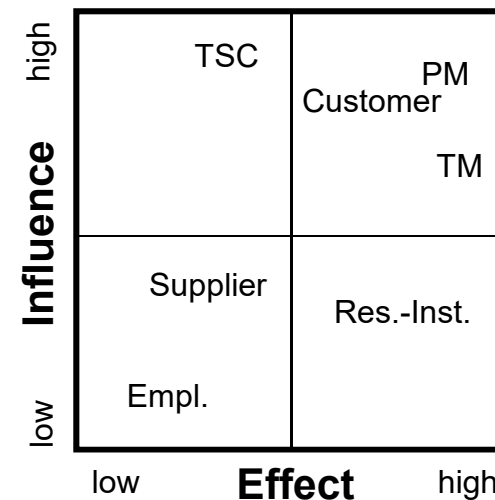 high
TSC
PM
Customer
TM
Influence
Supplier
Res.-Inst.
Empl.
low
low
Effect
high